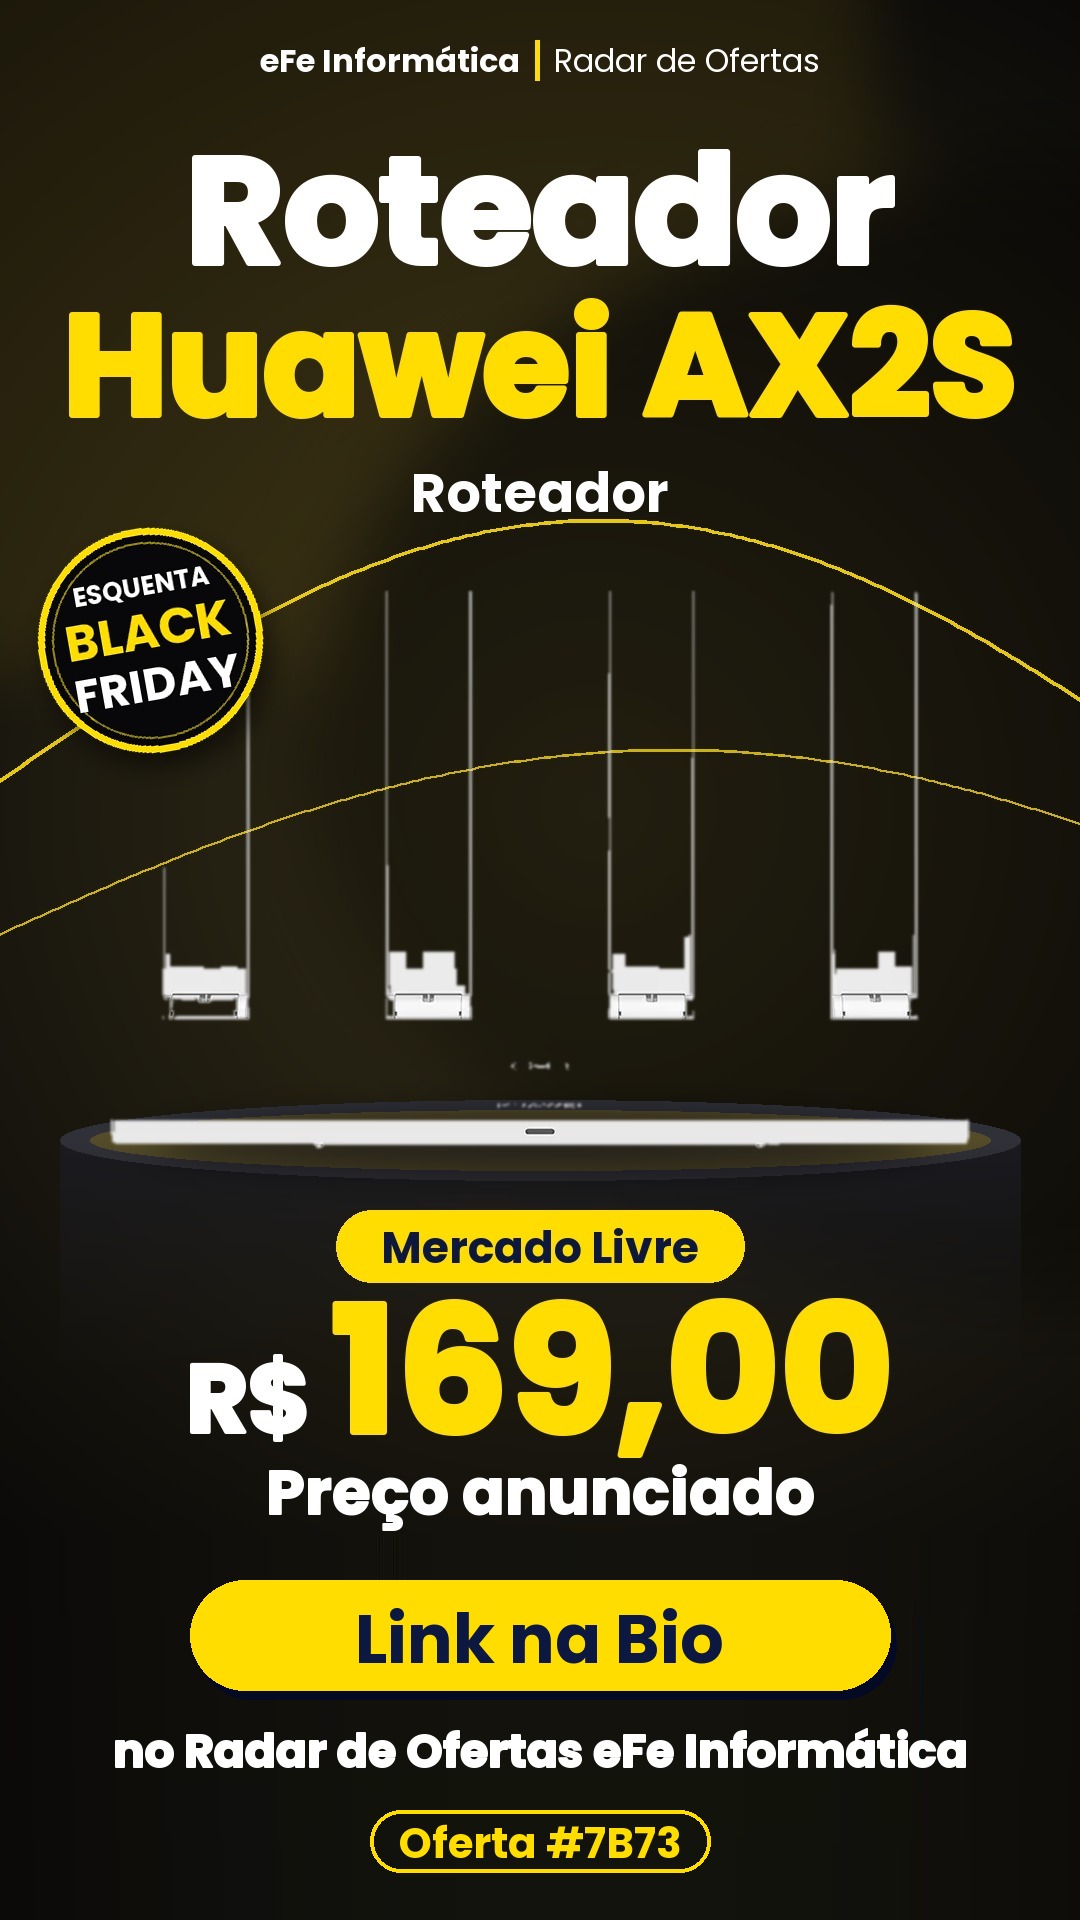 eFe Informática | Radar de Ofertas
Roteador
Huawei AX2S
Roteador
ESQUENTA
BLACK
FRIDAY
Mercado Livre
R$ 169,00
Preço anunciado
Link na Bio
no Radar de Ofertas eFe Informática
Oferta #7B73